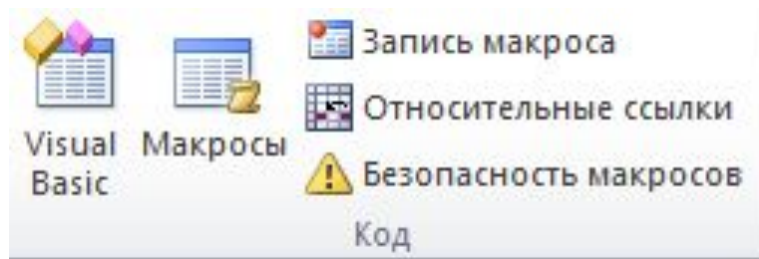 Visual
Basic
Макросы
Запись макроса
Относительные ссылки
Безопасность макросов
Код